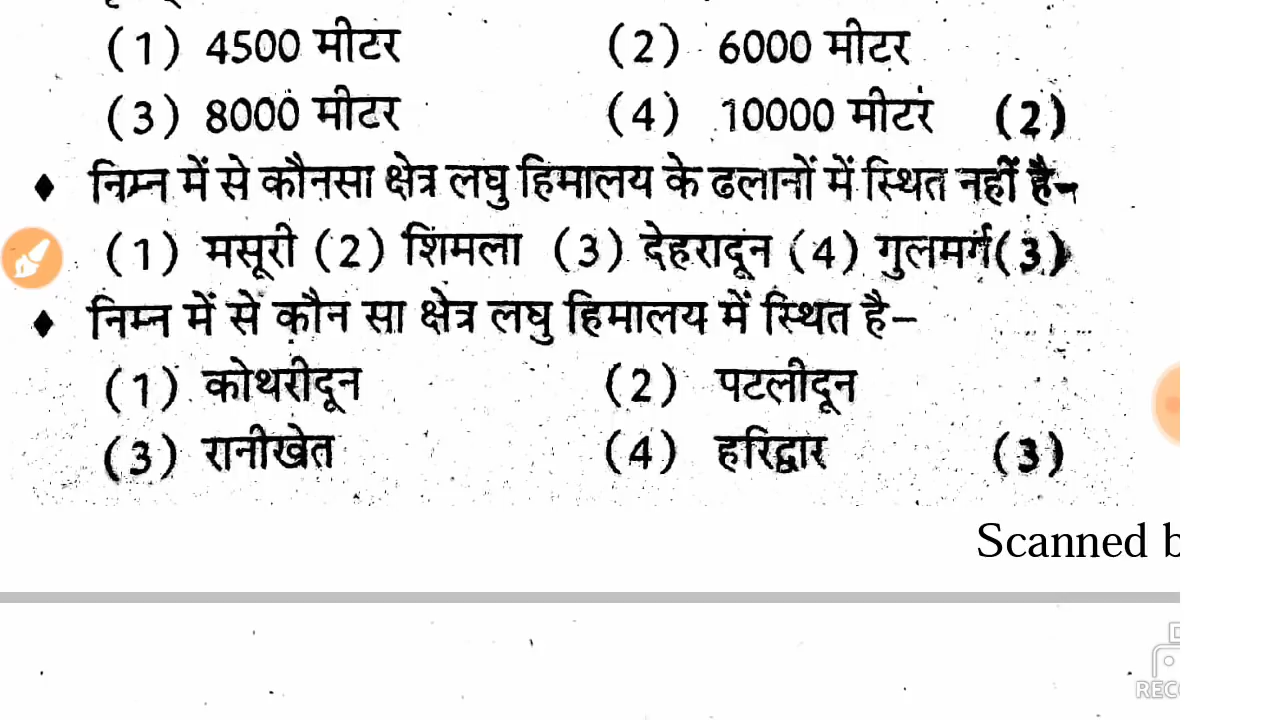 (1) 4500 मीटर (2) 6000 मीटर
(3) 8000 मीटर (4) 10000 मीटर (2)
♦ निम्न में से कौनसा क्षेत्र लघु हिमालय के ढलानों में स्थित नहीं है–
(1) मसूरी (2) शिमला (3) देहरादून (4) गुलमर्ग(3)
♦ निम्न में से कौन सा क्षेत्र लघु हिमालय में स्थित है–
(1) कोथरीदून (2) पटलीदून
(3) रानीखेत (4) हरिद्वार (3)
Scanned b
REC